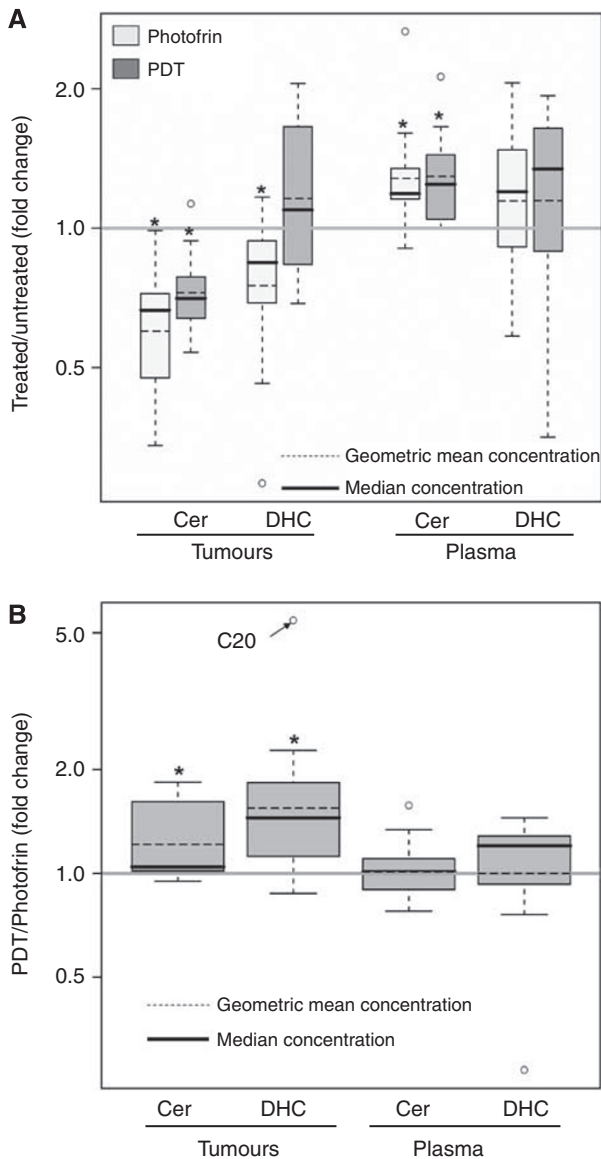 A
Photofrin
PDT
Treated/untreated (fold change)
2.0
1.0
0.5
*
*
*
*
*
Geometric mean concentration
Median concentration
Cer
DHC
Cer
DHC
Tumours
Plasma
B
PDT/Photofrin (fold change)
5.0
2.0
1.0
0.5
C20
*
*
Geometric mean concentration
Median concentration
Cer
DHC
Cer
DHC
Tumours
Plasma